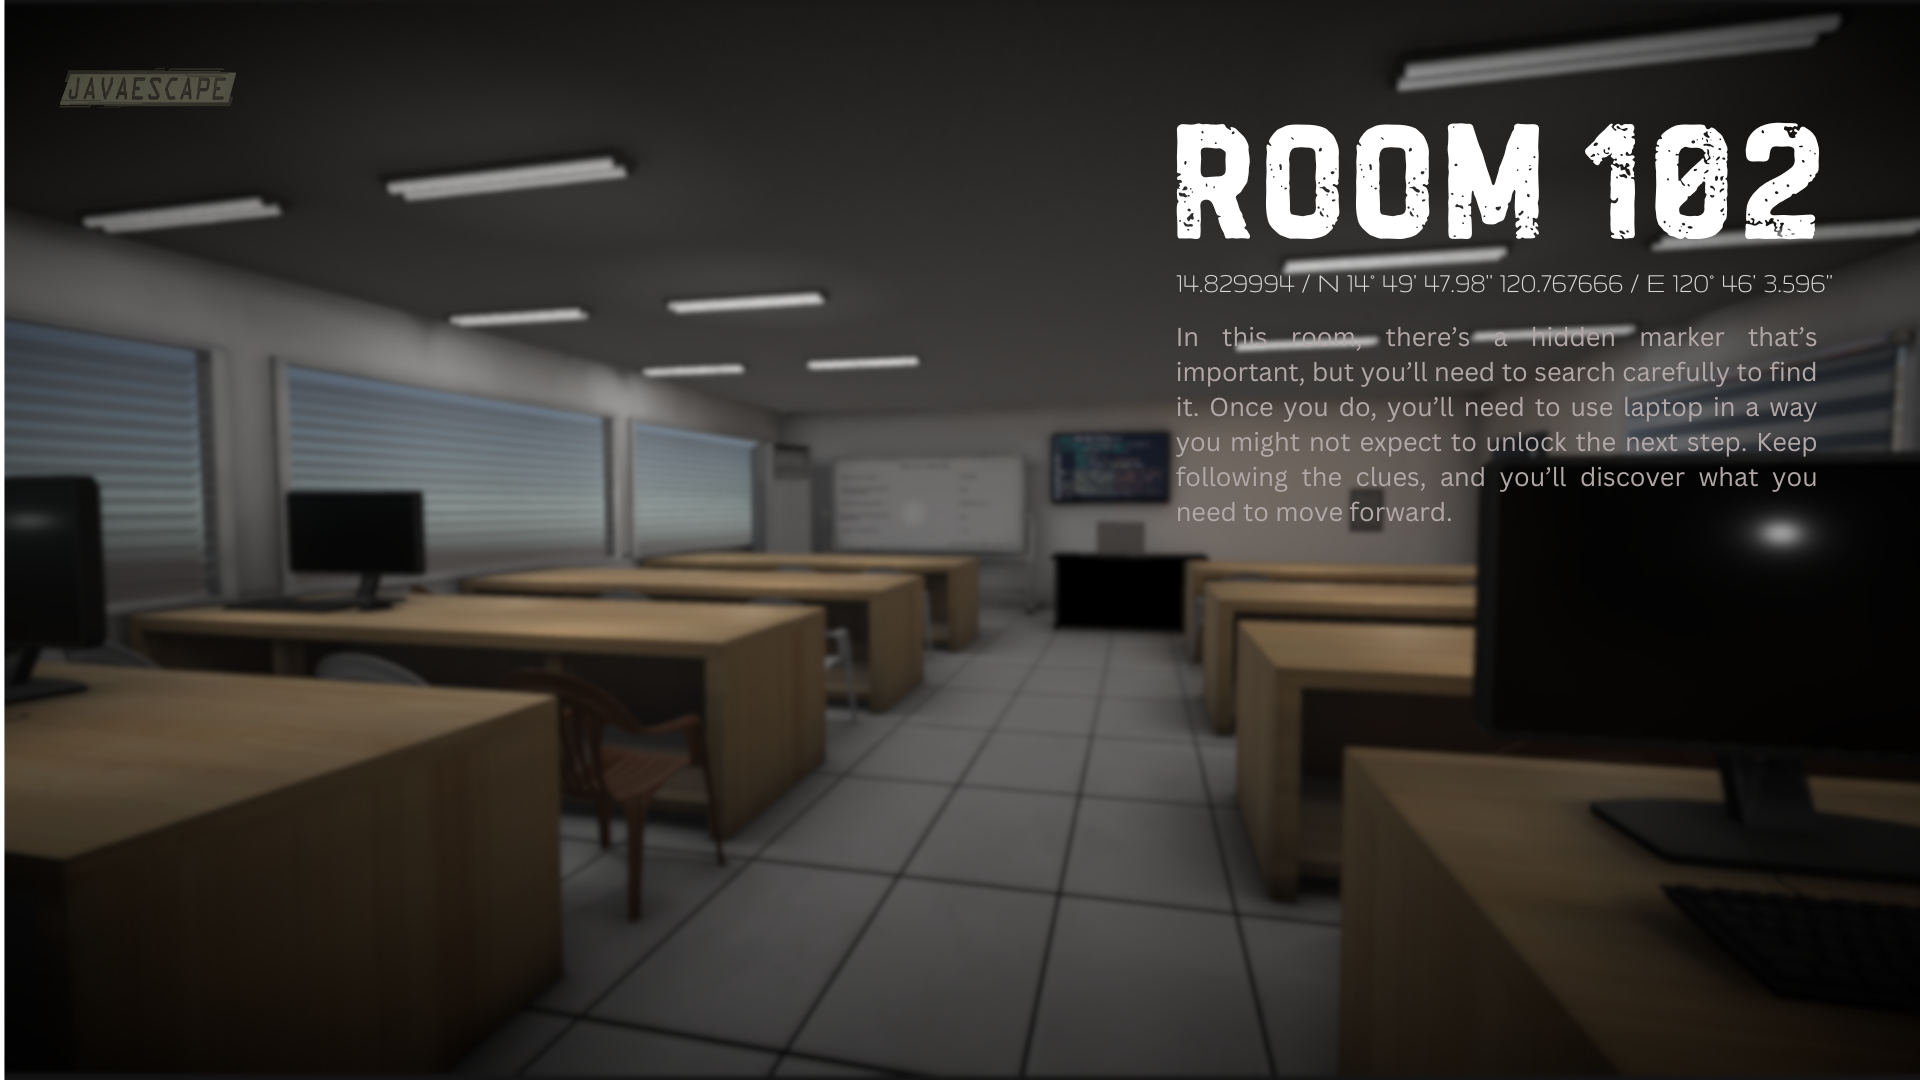 JAVAESCAPE
ROOM 102
14.829994 / N 14° 49' 47.98" 120.767666 / E 120° 46' 3.596"
In this room, there's a hidden marker that's
important, but you'll need to search carefully to find
it. Once you do, you'll need to use laptop in a way
you might not expect to unlock the next step. Keep
following the clues, and you'll discover what you
need to move forward.